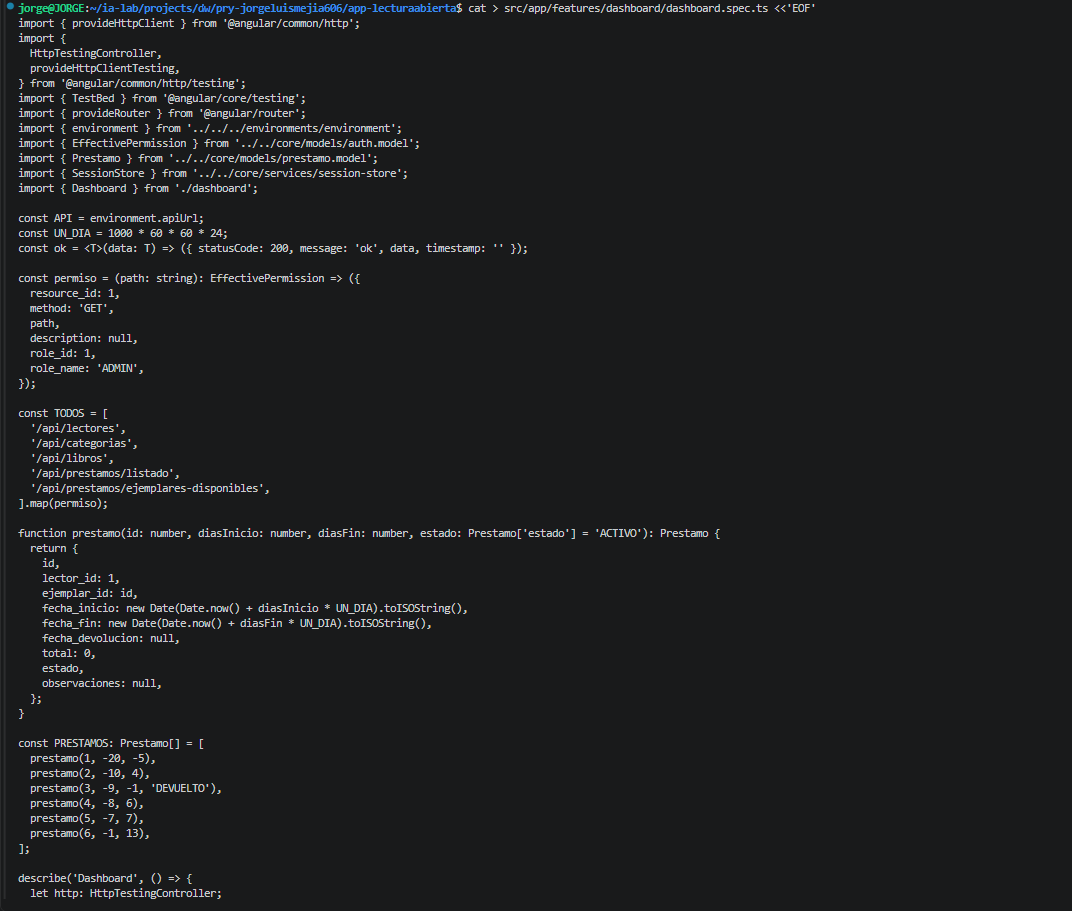 jorge@JORGE:~/ia-lab/projects/dw/pry-jorgeluismejia606/app-lecturaabierta$ cat > src/app/features/dashboard/dashboard.spec.ts <<'EOF'
import { provideHttpClient } from '@angular/common/http';
import {
  HttpTestingController,
  provideHttpClientTesting,
} from '@angular/common/http/testing';
import { TestBed } from '@angular/core/testing';
import { provideRouter } from '@angular/router';
import { environment } from '../../../environments/environment';
import { EffectivePermission } from '../../core/models/auth.model';
import { Prestamo } from '../../core/models/prestamo.model';
import { SessionStore } from '../../core/services/session-store';
import { Dashboard } from './dashboard';

const API = environment.apiUrl;
const UN_DIA = 1000 * 60 * 60 * 24;
const ok = <T>(data: T) => ({ statusCode: 200, message: 'ok', data, timestamp: '' });

const permiso = (path: string): EffectivePermission => ({
  resource_id: 1,
  method: 'GET',
  path,
  description: null,
  role_id: 1,
  role_name: 'ADMIN',
});

const TODOS = [
  '/api/lectores',
  '/api/categorias',
  '/api/libros',
  '/api/prestamos/listado',
  '/api/prestamos/ejemplares-disponibles',
].map(permiso);

function prestamo(id: number, diasInicio: number, diasFin: number, estado: Prestamo['estado'] = 'ACTIVO'): Prestamo {
  return {
    id,
    lector_id: 1,
    ejemplar_id: id,
    fecha_inicio: new Date(Date.now() + diasInicio * UN_DIA).toISOString(),
    fecha_fin: new Date(Date.now() + diasFin * UN_DIA).toISOString(),
    fecha_devolucion: null,
    total: 0,
    estado,
    observaciones: null,
  };
}

const PRESTAMOS: Prestamo[] = [
  prestamo(1, -20, -5),
  prestamo(2, -10, 4),
  prestamo(3, -9, -1, 'DEVUELTO'),
  prestamo(4, -8, 6),
  prestamo(5, -7, 7),
  prestamo(6, -1, 13),
];

describe('Dashboard', () => {
  let http: HttpTestingController;